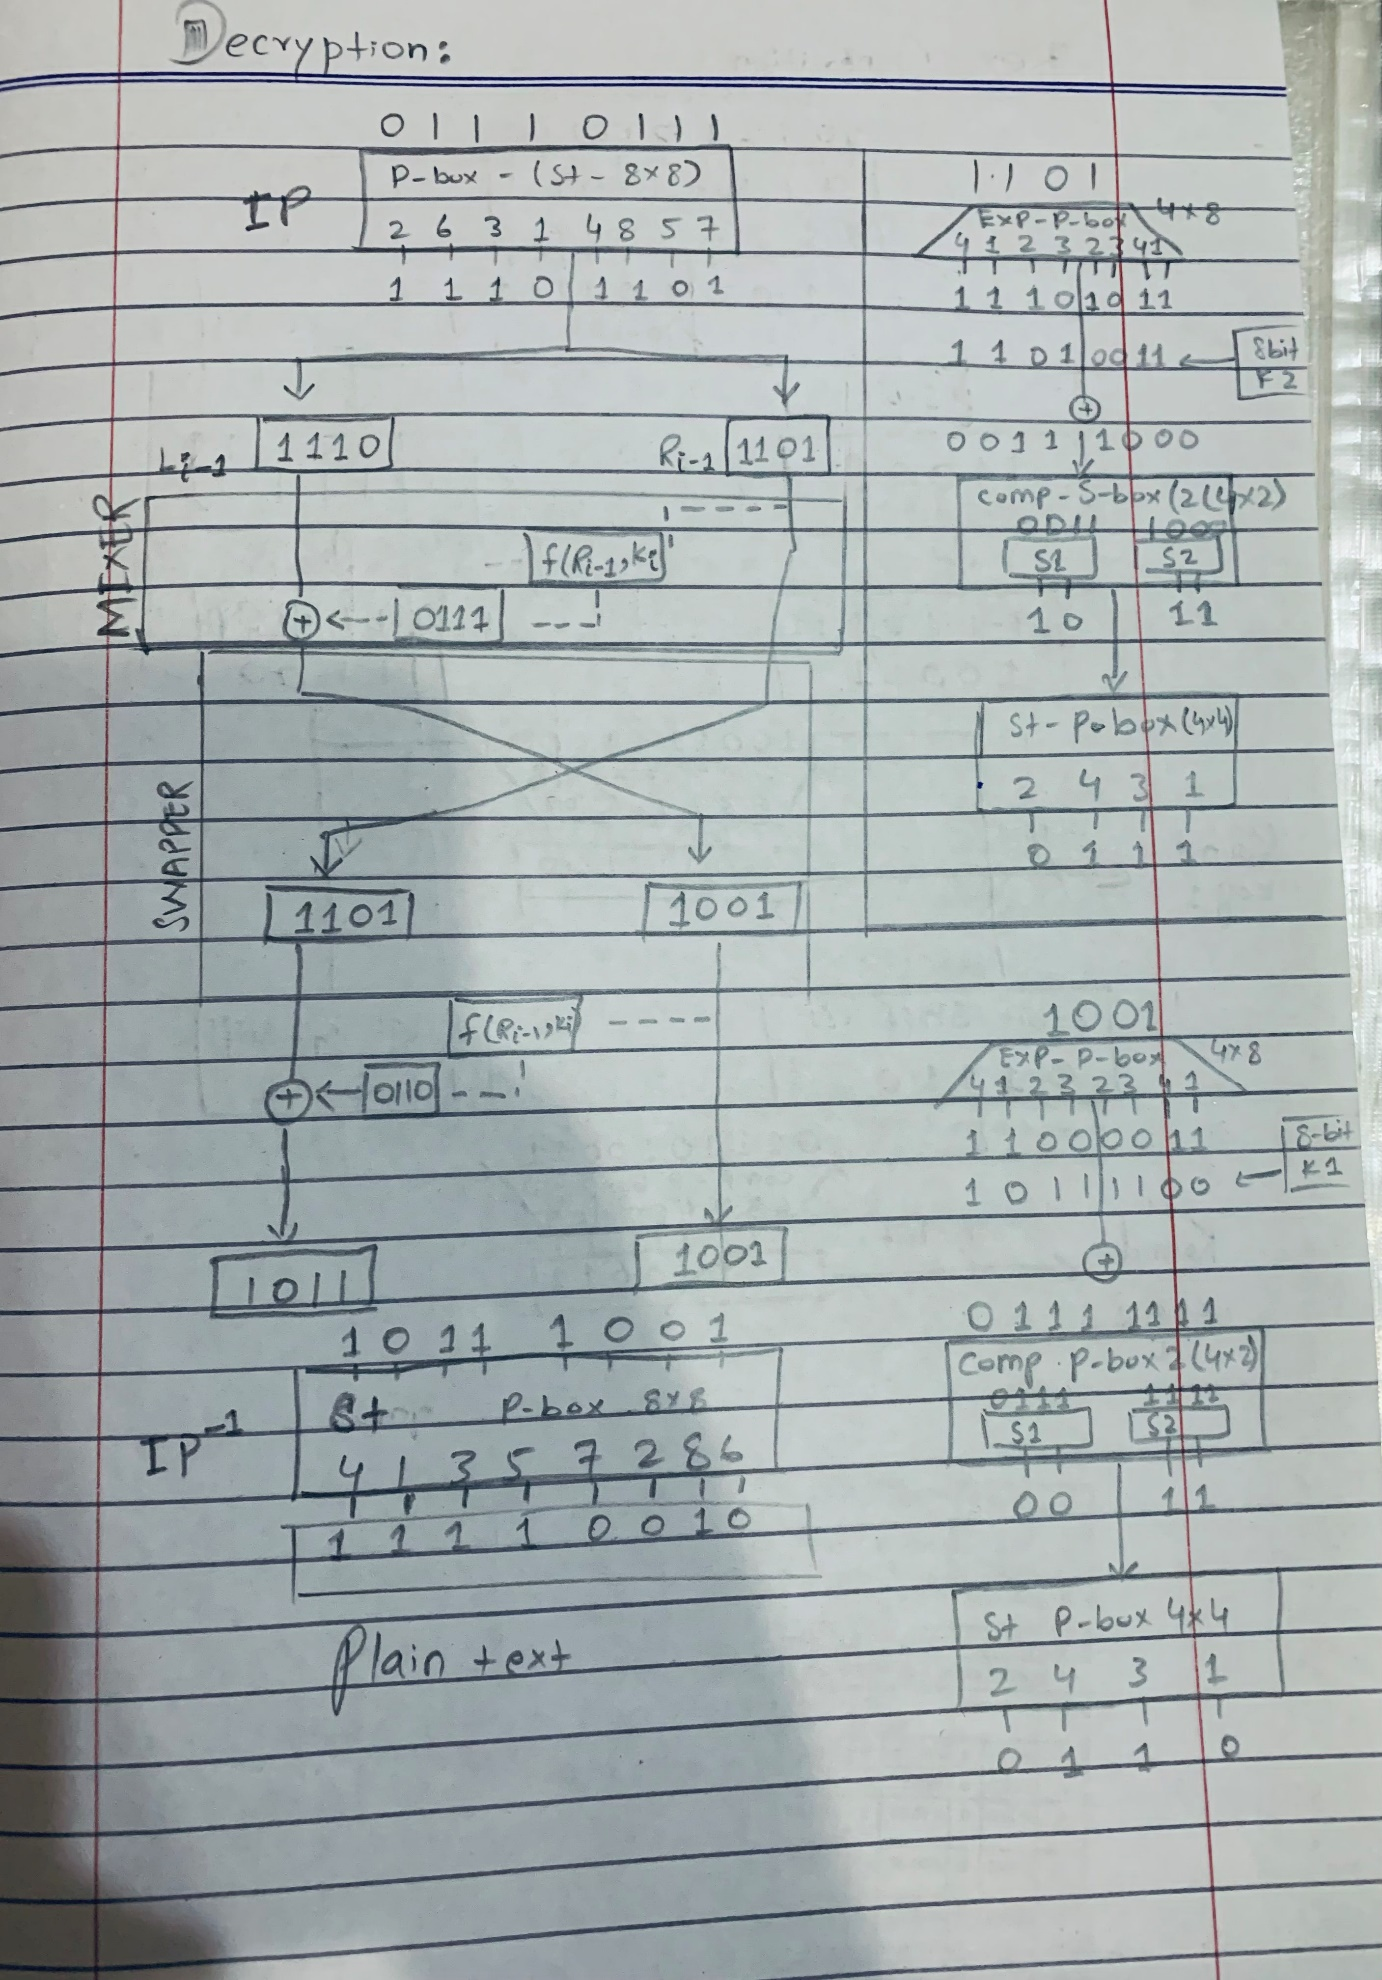 Decryption:
0 1 1 1 0 1 1 1
P-box - (St - 8×8)
IP
2 6 3 1 4 8 5 7
1 1 1 0 1 1 0 1
Li-1 1110 Ri-1 1101
MIXER
f(Ri-1,Ki)
+ 0111
SWAPPER
1101 1001
f(Ri-1,Ki)
+ 0110
1011 1001
1 0 1 1 1 0 0 1
St P-box 8×8
IP-1
4 1 3 5 7 2 8 6
1 1 1 1 0 0 1 0
Plain text
1101
Exp-P-box 4×8
4 1 2 3 2 3 4 1
1 1 1 0 1 0 1 1
1 1 0 1 0 0 1 1 8bit K2
+
0 0 1 1 1 0 0 0
Comp-S-box (2(4×2)
0011 1000
S1 S2
1 0 1 1
St - P-box (4×4)
2 4 3 1
0 1 1 1
1001
Exp- P-box 4×8
4 1 2 3 2 3 4 1
1 1 0 0 0 0 1 1
1 0 1 1 1 1 0 0 8-bit K1
+
0 1 1 1 1 1 1 1
Comp. P-box 2 (4×2)
0111 1111
S1 S2
0 0 1 1
St P-box 4×4
2 4 3 1
0 1 1 0